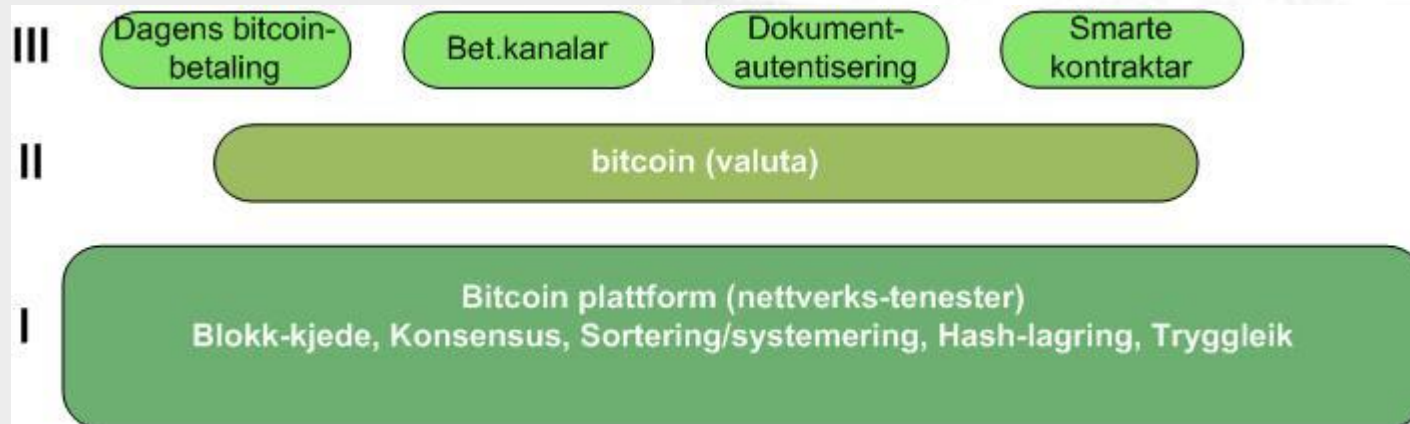 III
Dagens bitcoin-
betaling
Bet.kanalar
Dokument-
autentisering
Smarte
kontraktar
II
bitcoin (valuta)
I
Bitcoin plattform (nettverks-tenester)
Blokk-kjede, Konsensus, Sortering/systemering, Hash-lagring, Tryggleik